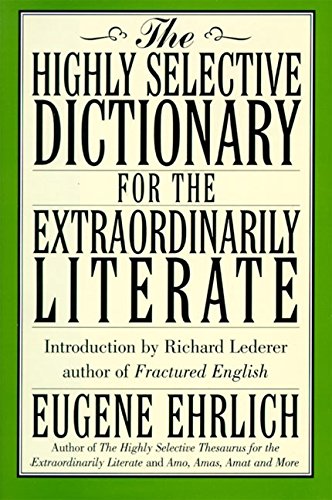 The
HIGHLY SELECTIVE
DICTIONARY
FOR THE
EXTRAORDINARILY
LITERATE
Introduction by Richard Lederer
author of Fractured English
EUGENE EHRLICH
Author of The Highly Selective Thesaurus for the
Extraordinarily Literate and Amo, Amas, Amat and More